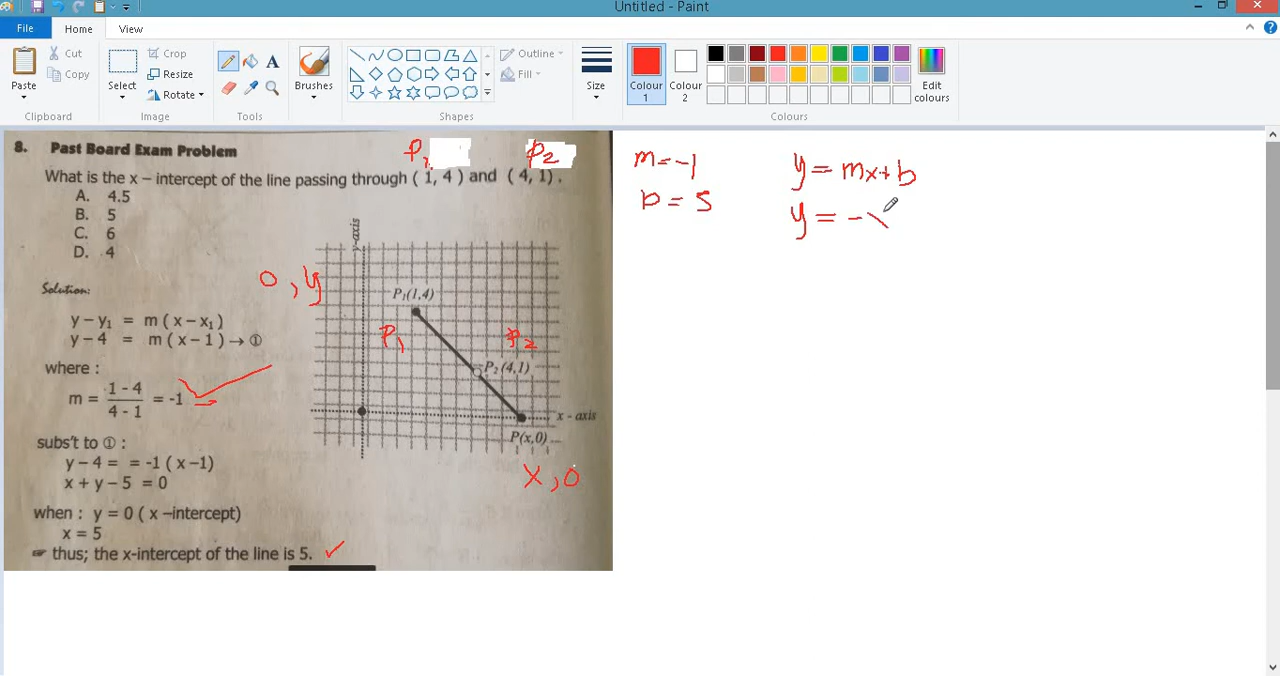 Untitled - Paint
File Home View
Paste Cut Copy Clipboard
Select Crop Resize Rotate Image
Tools
Brushes
Shapes Outline Fill
Size
Colour 1 Colour 2 Edit colours Colours
8. Past Board Exam Problem
P1 P2
What is the x – intercept of the line passing through ( 1, 4 ) and ( 4, 1) .
A. 4.5
B. 5
C. 6
D. 4
Solution:
y – y₁ = m ( x – x₁ )
y – 4 = m ( x – 1 ) → ①
where :
m = 1 - 4 / 4 - 1 = -1
subs't to ① :
y – 4 = = -1 ( x –1)
x + y – 5 = 0
when : y = 0 ( x –intercept)
x = 5
☞ thus; the x-intercept of the line is 5.
y-axis
0 , y
P₁(1,4)
P1 P2
P₂(4,1)
x - axis
P(x,0)
x , 0
m = -1
b = 5
y = mx + b
y = -x